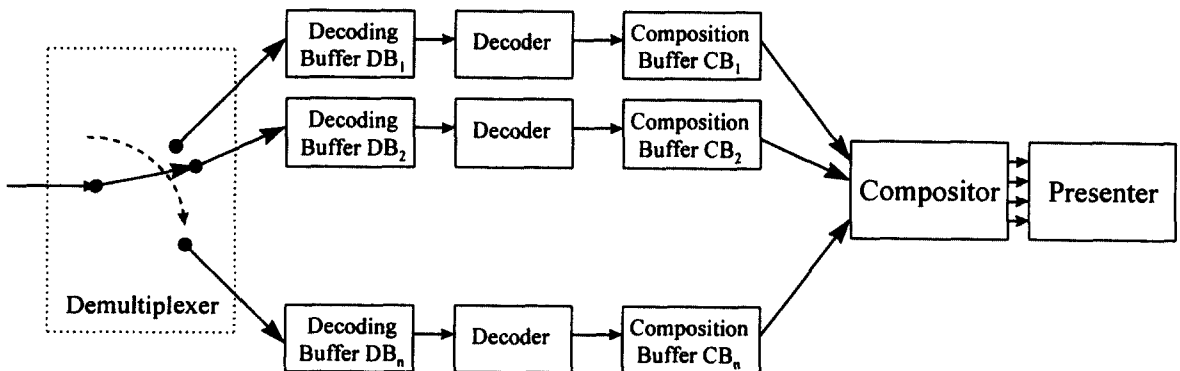 Decoding
Buffer DB₁
Decoder
Composition
Buffer CB₁
Decoding
Buffer DB₂
Decoder
Composition
Buffer CB₂
Compositor
Presenter
Demultiplexer
Decoding
Buffer DBₙ
Decoder
Composition
Buffer CBₙ